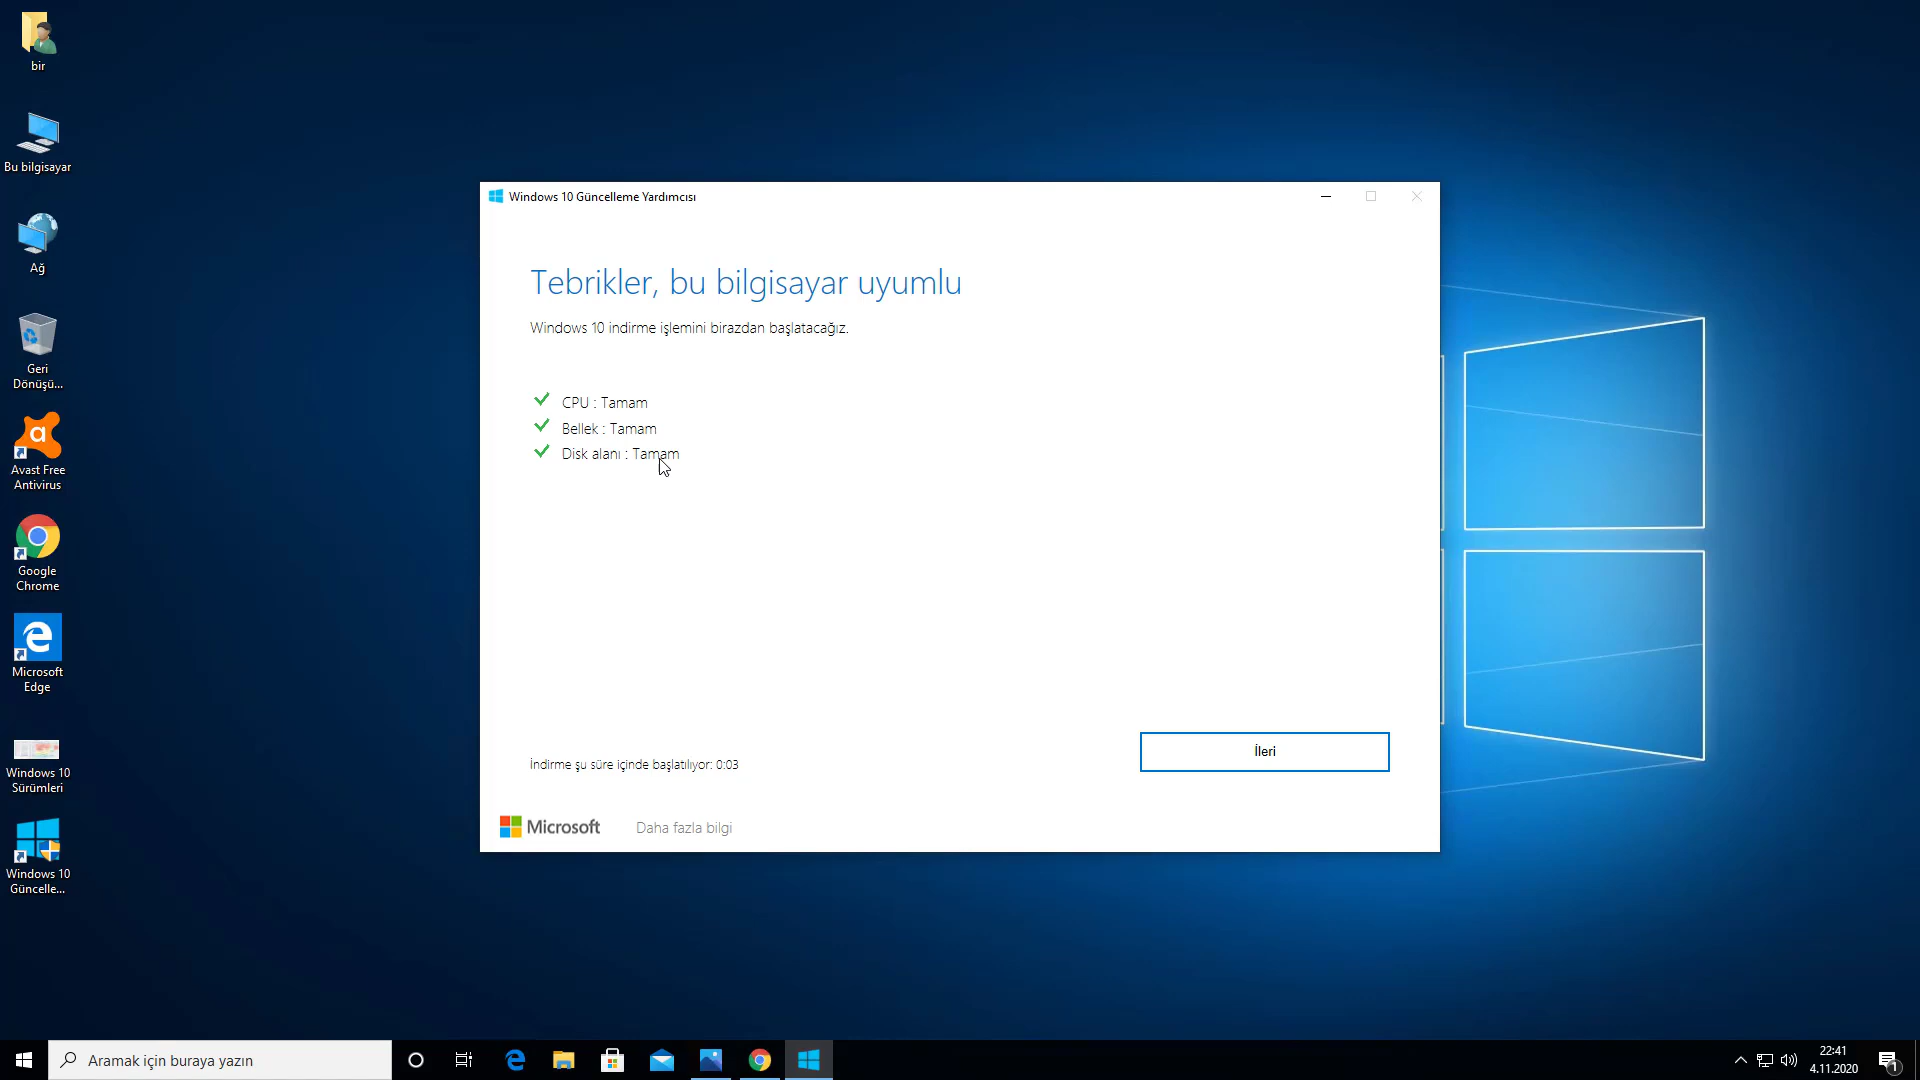 bir
Bu bilgisayar
Ağ
Geri
Dönüşü...
Avast Free
Antivirus
Google
Chrome
Microsoft
Edge
Windows 10
Sürümleri
Windows 10
Güncelle...
Windows 10 Güncelleme Yardımcısı
Tebrikler, bu bilgisayar uyumlu
Windows 10 indirme işlemini birazdan başlatacağız.
CPU : Tamam
Bellek : Tamam
Disk alanı : Tamam
İndirme şu süre içinde başlatılıyor: 0:03
İleri
Microsoft
Daha fazla bilgi
Aramak için buraya yazın
22:41
4.11.2020
1